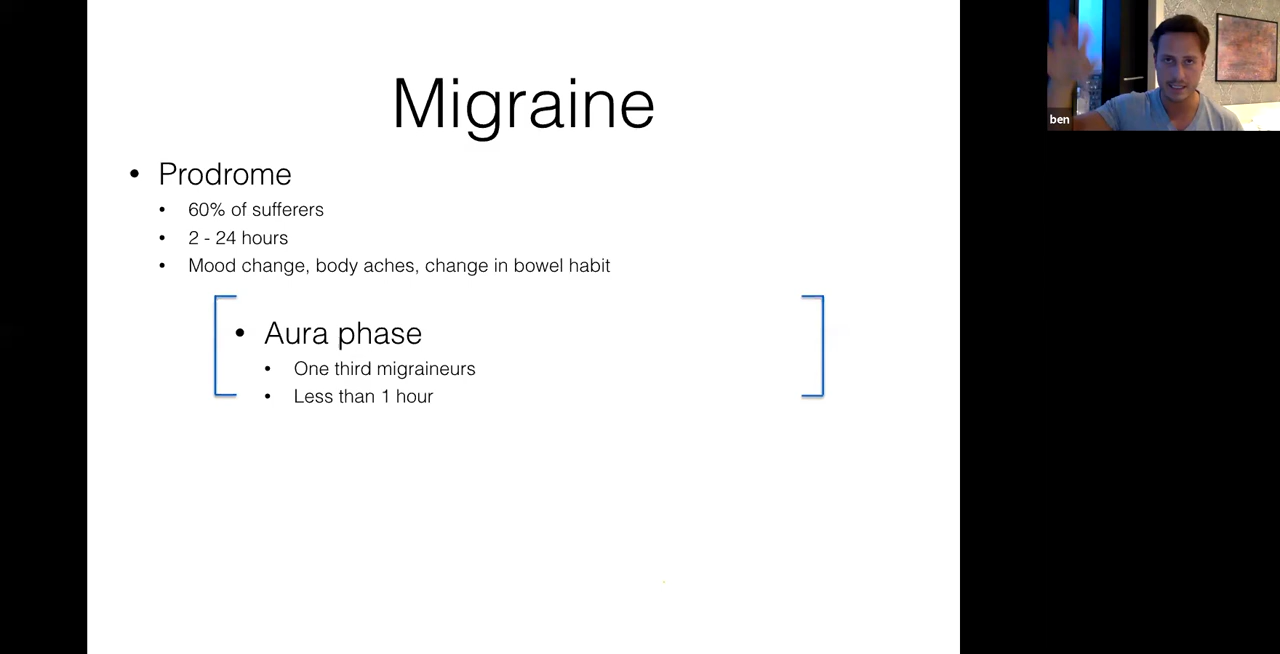 Migraine
• Prodrome
• 60% of sufferers
• 2 - 24 hours
• Mood change, body aches, change in bowel habit
• Aura phase
• One third migraineurs
• Less than 1 hour
ben